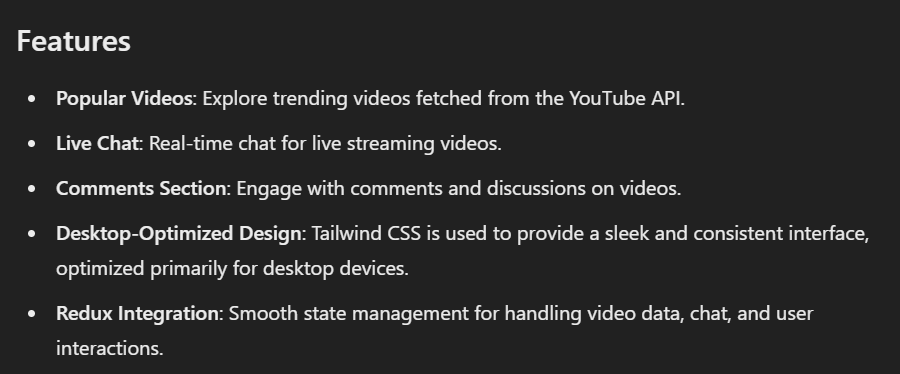 Features
• Popular Videos: Explore trending videos fetched from the YouTube API.
• Live Chat: Real-time chat for live streaming videos.
• Comments Section: Engage with comments and discussions on videos.
• Desktop-Optimized Design: Tailwind CSS is used to provide a sleek and consistent interface,
optimized primarily for desktop devices.
• Redux Integration: Smooth state management for handling video data, chat, and user
interactions.